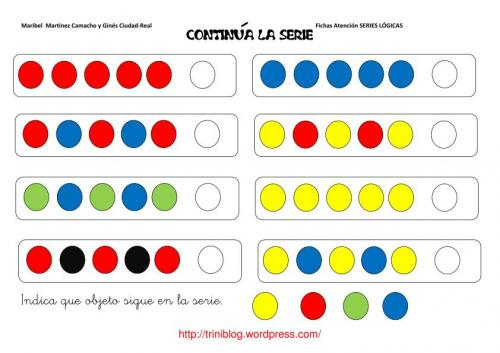 Maribel Martínez Camacho y Ginés Ciudad-Real
Fichas Atención SERIES LÓGICAS
CONTINÚA LA SERIE
Indica que objeto sigue en la serie.
http://triniblog.wordpress.com/